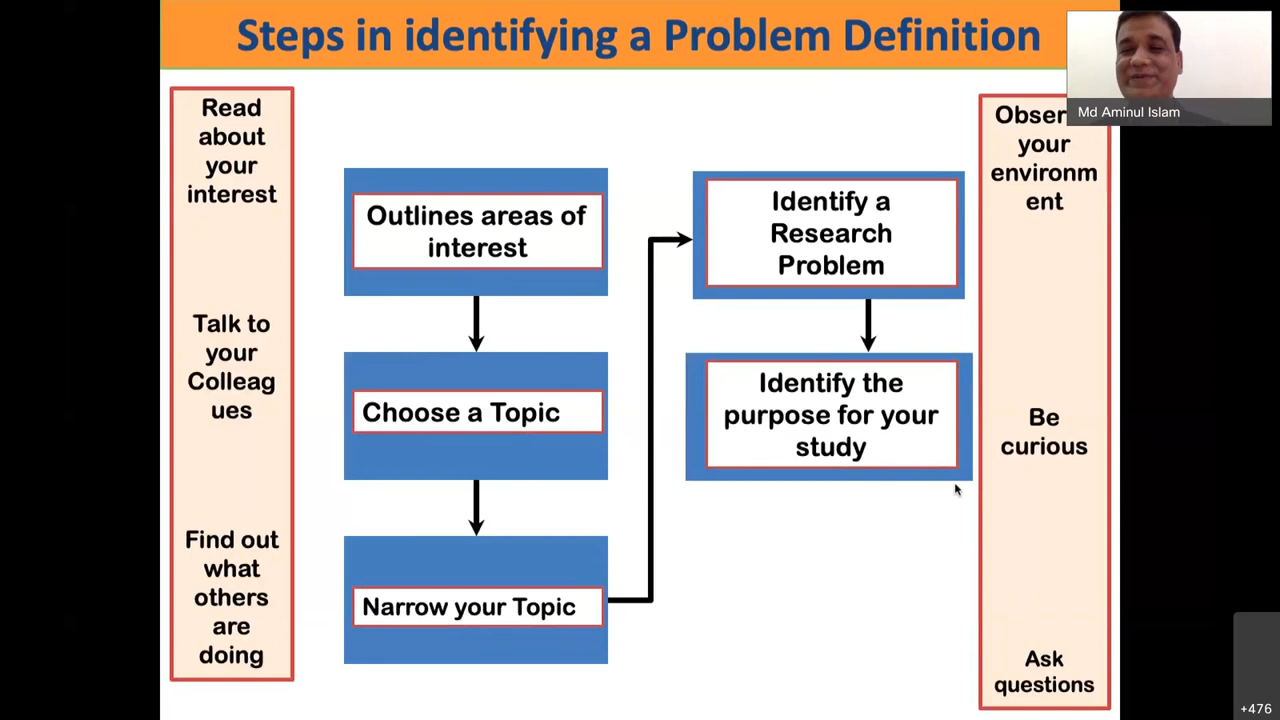 Steps in identifying a Problem Definition
Md Aminul Islam
Read
about
your
interest
Talk to
your
Colleag
ues
Find out
what
others
are
doing
Outlines areas of
interest
Choose a Topic
Narrow your Topic
Identify a
Research
Problem
Identify the
purpose for your
study
your
environm
ent
Be
curious
Ask
questions
+476